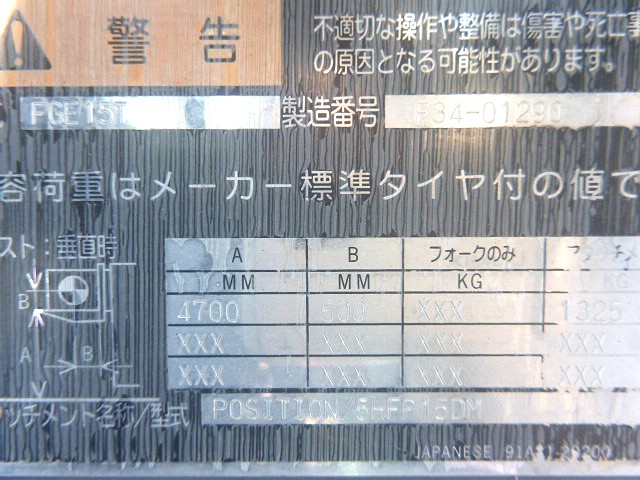 警告
不適切な操作や整備は傷害や死亡事
の原因となる可能性があります。
FGE15T 製造番号 F34-01290
容荷重はメーカー標準タイヤ付の値で
スト:垂直時
A B フォークのみ
MM MM KG KG
4700 500 XXX 1325
XXX XXX XXX XXX
XXX XXX XXX XXX
B
A B
ッチメント名称/型式 POSITION/
JAPANESE